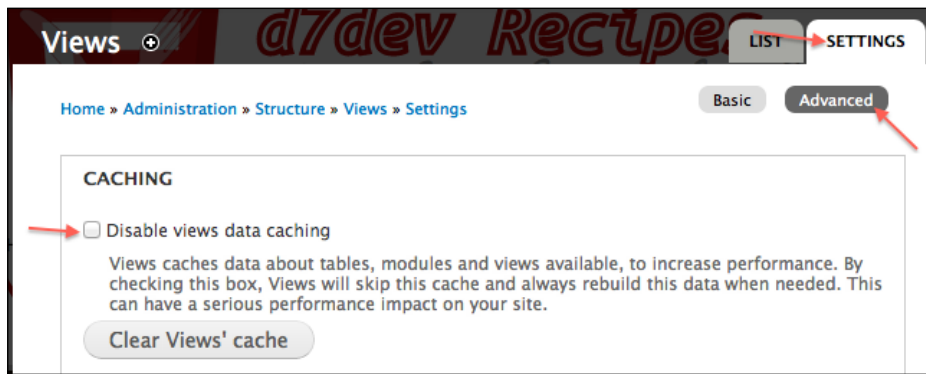 d7dev Recipes
Views
LIST
SETTINGS
Home » Administration » Structure » Views » Settings
Basic
Advanced
CACHING
Disable views data caching
Views caches data about tables, modules and views available, to increase performance. By
checking this box, Views will skip this cache and always rebuild this data when needed. This
can have a serious performance impact on your site.
Clear Views' cache